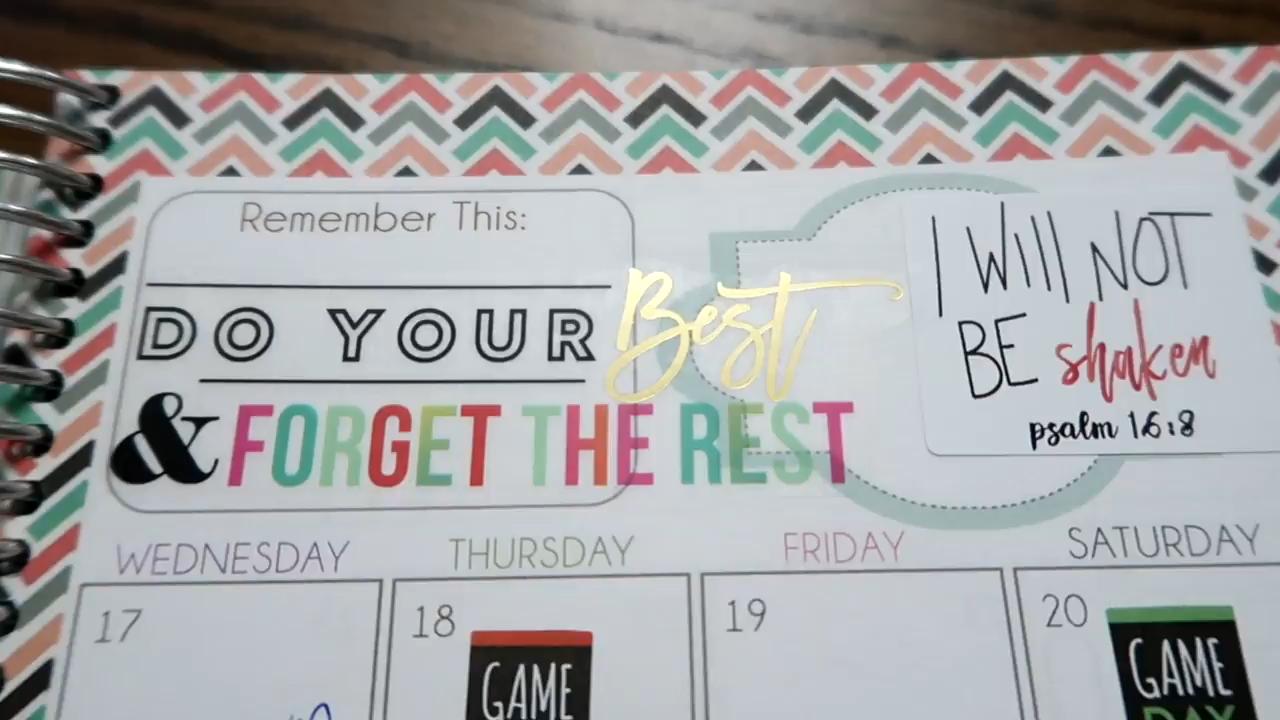 Remember This:
DO YOUR Best
& FORGET THE REST
I WILL NOT
BE shaken
psalm 16:8
WEDNESDAY THURSDAY FRIDAY SATURDAY
17 18 19 20
GAME GAME
DAY